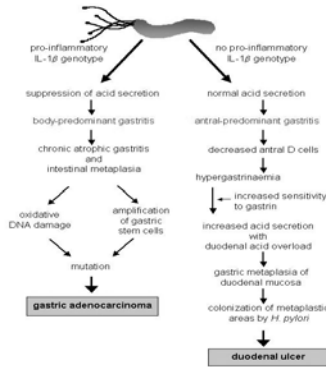 pro-inflammatory
IL-1β genotype
suppression of acid secretion
body-predominant gastritis
chronic atrophic gastritis
and
intestinal metaplasia
oxidative
DNA damage
amplification
of gastric
stem cells
mutation
gastric adenocarcinoma
no pro-inflammatory
IL-1β genotype
normal acid secretion
antral-predominant gastritis
decreased antral D cells
hypergastrinaemia
increased sensitivity
to gastrin
increased acid secretion
with
duodenal acid overload
gastric metaplasia of
duodenal mucosa
colonization of metaplastic
areas by H. pylori
duodenal ulcer